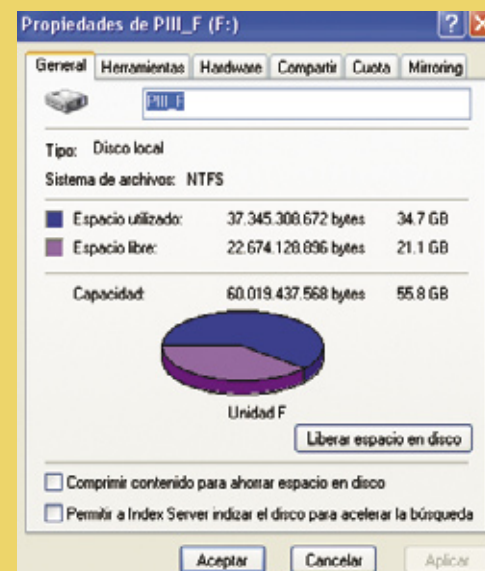 Propiedades de PIII_F (F:)
General Herramientas Hardware Compartir Cuota Mirroring
PIII_F
Tipo: Disco local
Sistema de archivos: NTFS
Espacio utilizado: 37.345.308.672 bytes 34.7 GB
Espacio libre: 22.674.128.896 bytes 21.1 GB
Capacidad: 60.019.437.568 bytes 55.8 GB
Unidad F
Liberar espacio en disco
Comprimir contenido para ahorrar espacio en disco
Permitir a Index Server indizar el disco para acelerar la búsqueda
Aceptar Cancelar Aplicar